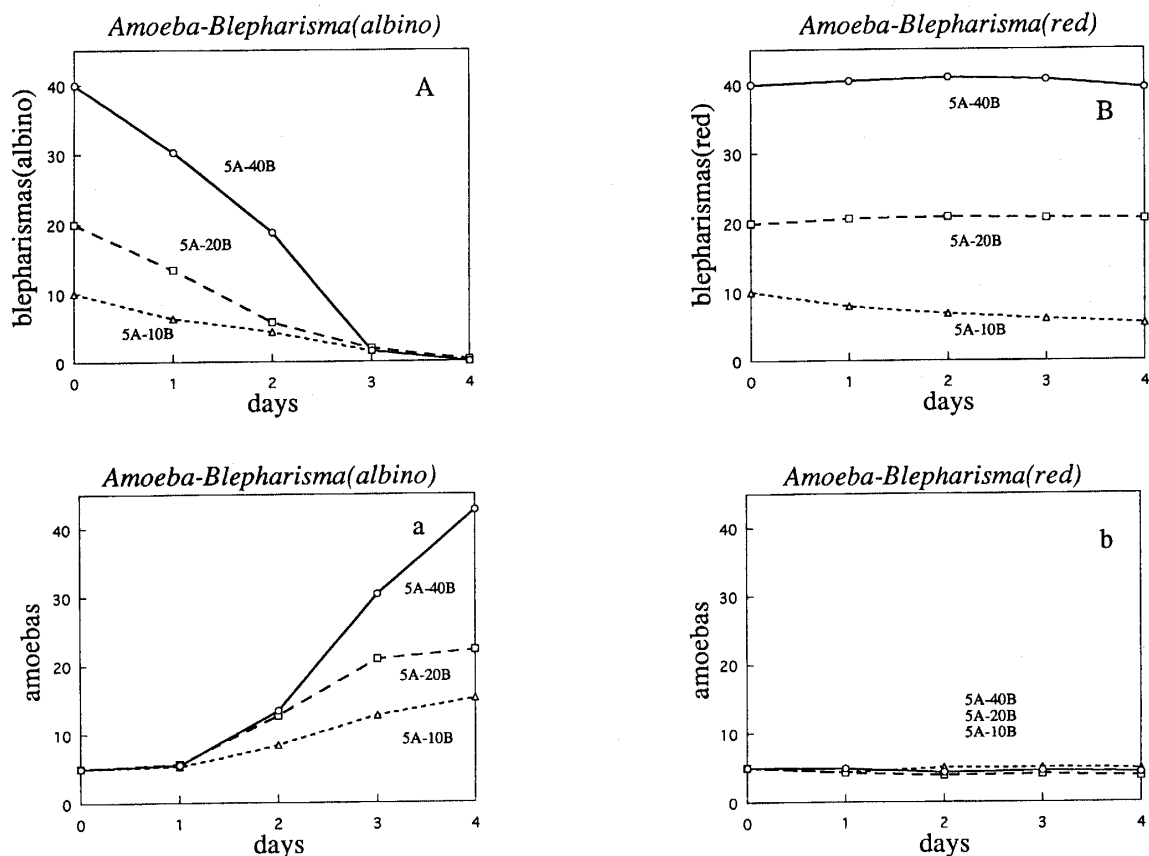 Amoeba-Blepharisma(albino)
A
blepharismas(albino)
40
30
20
10
0
5A-40B
5A-20B
5A-10B
0 1 2 3 4
days
Amoeba-Blepharisma(red)
B
blepharismas(red)
40
30
20
10
0
5A-40B
5A-20B
5A-10B
0 1 2 3 4
days
Amoeba-Blepharisma(albino)
a
amoebas
40
30
20
10
0
5A-40B
5A-20B
5A-10B
0 1 2 3 4
days
Amoeba-Blepharisma(red)
b
amoebas
40
30
20
10
0
5A-40B
5A-20B
5A-10B
0 1 2 3 4
days